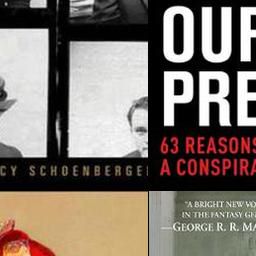 CY SCHOENBERGER
OUR
PRE
63 REASONS
A CONSPIRA
"A BRIGHT NEW VO
IN THE FANTASY GE
—GEORGE R. R. MA